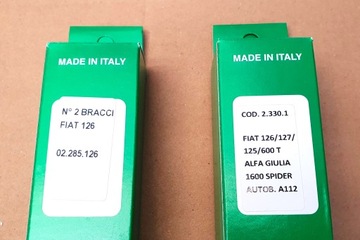 MADE IN ITALY
N° 2 BRACCI
FIAT 126
02.285.126
MADE IN ITALY
COD. 2.330.1
FIAT 126/127/
125/600 T
ALFA GIULIA
1600 SPIDER
AUTOB. A112